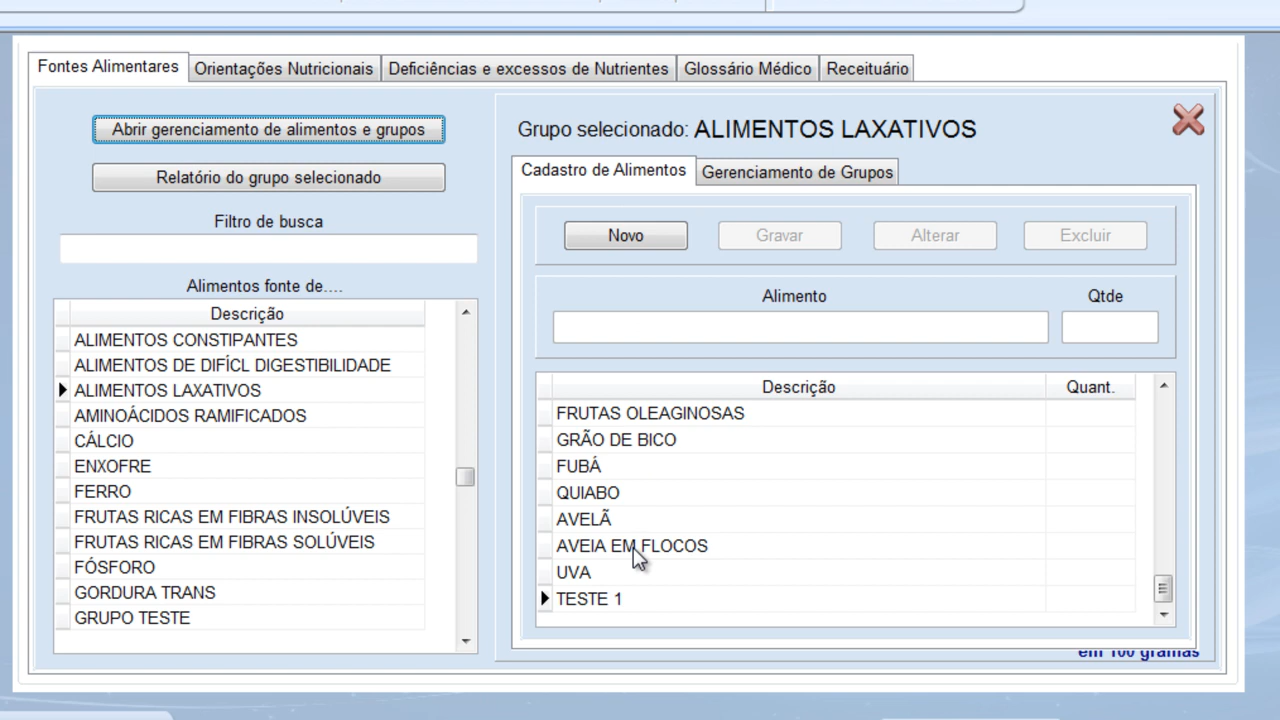 Fontes Alimentares Orientações Nutricionais Deficiências e excessos de Nutrientes Glossário Médico Receituário
Abrir gerenciamento de alimentos e grupos
Relatório do grupo selecionado
Filtro de busca
Alimentos fonte de....
Descrição
ALIMENTOS CONSTIPANTES
ALIMENTOS DE DIFÍCL DIGESTIBILIDADE
ALIMENTOS LAXATIVOS
AMINOÁCIDOS RAMIFICADOS
CÁLCIO
ENXOFRE
FERRO
FRUTAS RICAS EM FIBRAS INSOLÚVEIS
FRUTAS RICAS EM FIBRAS SOLÚVEIS
FÓSFORO
GORDURA TRANS
GRUPO TESTE
Grupo selecionado: ALIMENTOS LAXATIVOS
Cadastro de Alimentos Gerenciamento de Grupos
Novo Gravar Alterar Excluir
Alimento Qtde
Descrição Quant.
FRUTAS OLEAGINOSAS
GRÃO DE BICO
FUBÁ
QUIABO
AVELÃ
AVEIA EM FLOCOS
UVA
TESTE 1
em 100 gramas